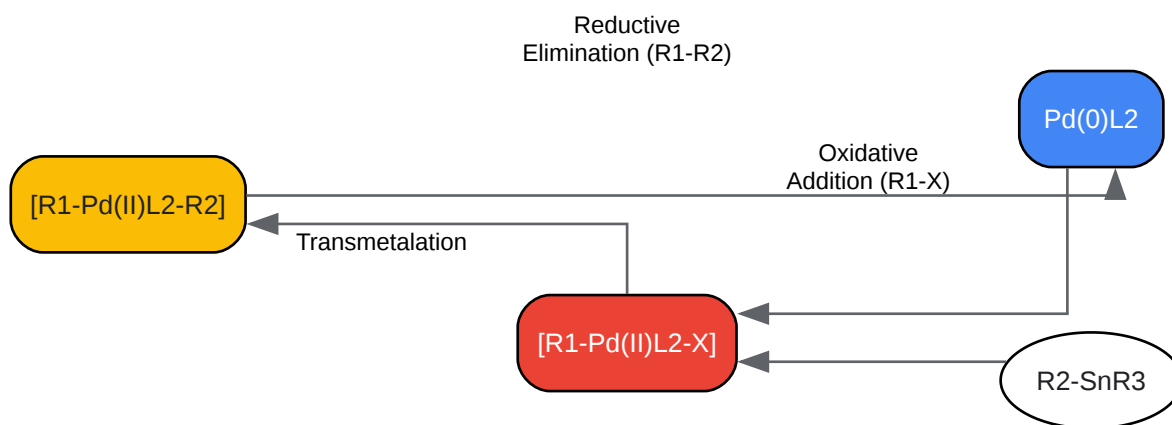 Reductive
Elimination (R1-R2)
Pd(0)L2
Oxidative
Addition (R1-X)
[R1-Pd(II)L2-R2]
Transmetalation
[R1-Pd(II)L2-X]
R2-SnR3